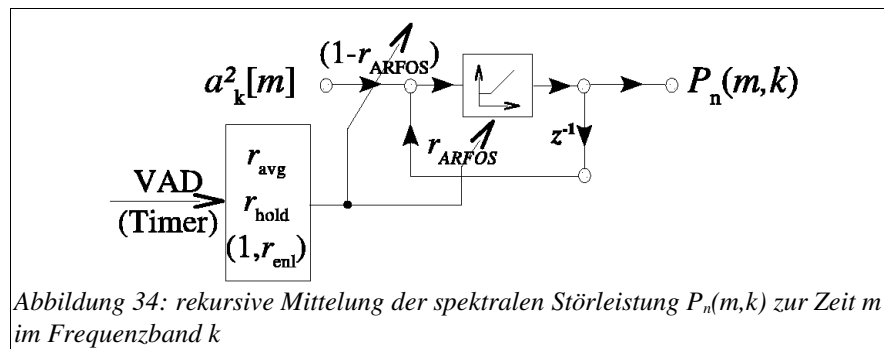 (1-r_ARFOS)
a²_k[m]
P_n(m,k)
z⁻¹
r_ARFOS
VAD
(Timer)
r_avg
r_hold
(1,r_enl)
Abbildung 34: rekursive Mittelung der spektralen Störleistung P_n(m,k) zur Zeit m
im Frequenzband k